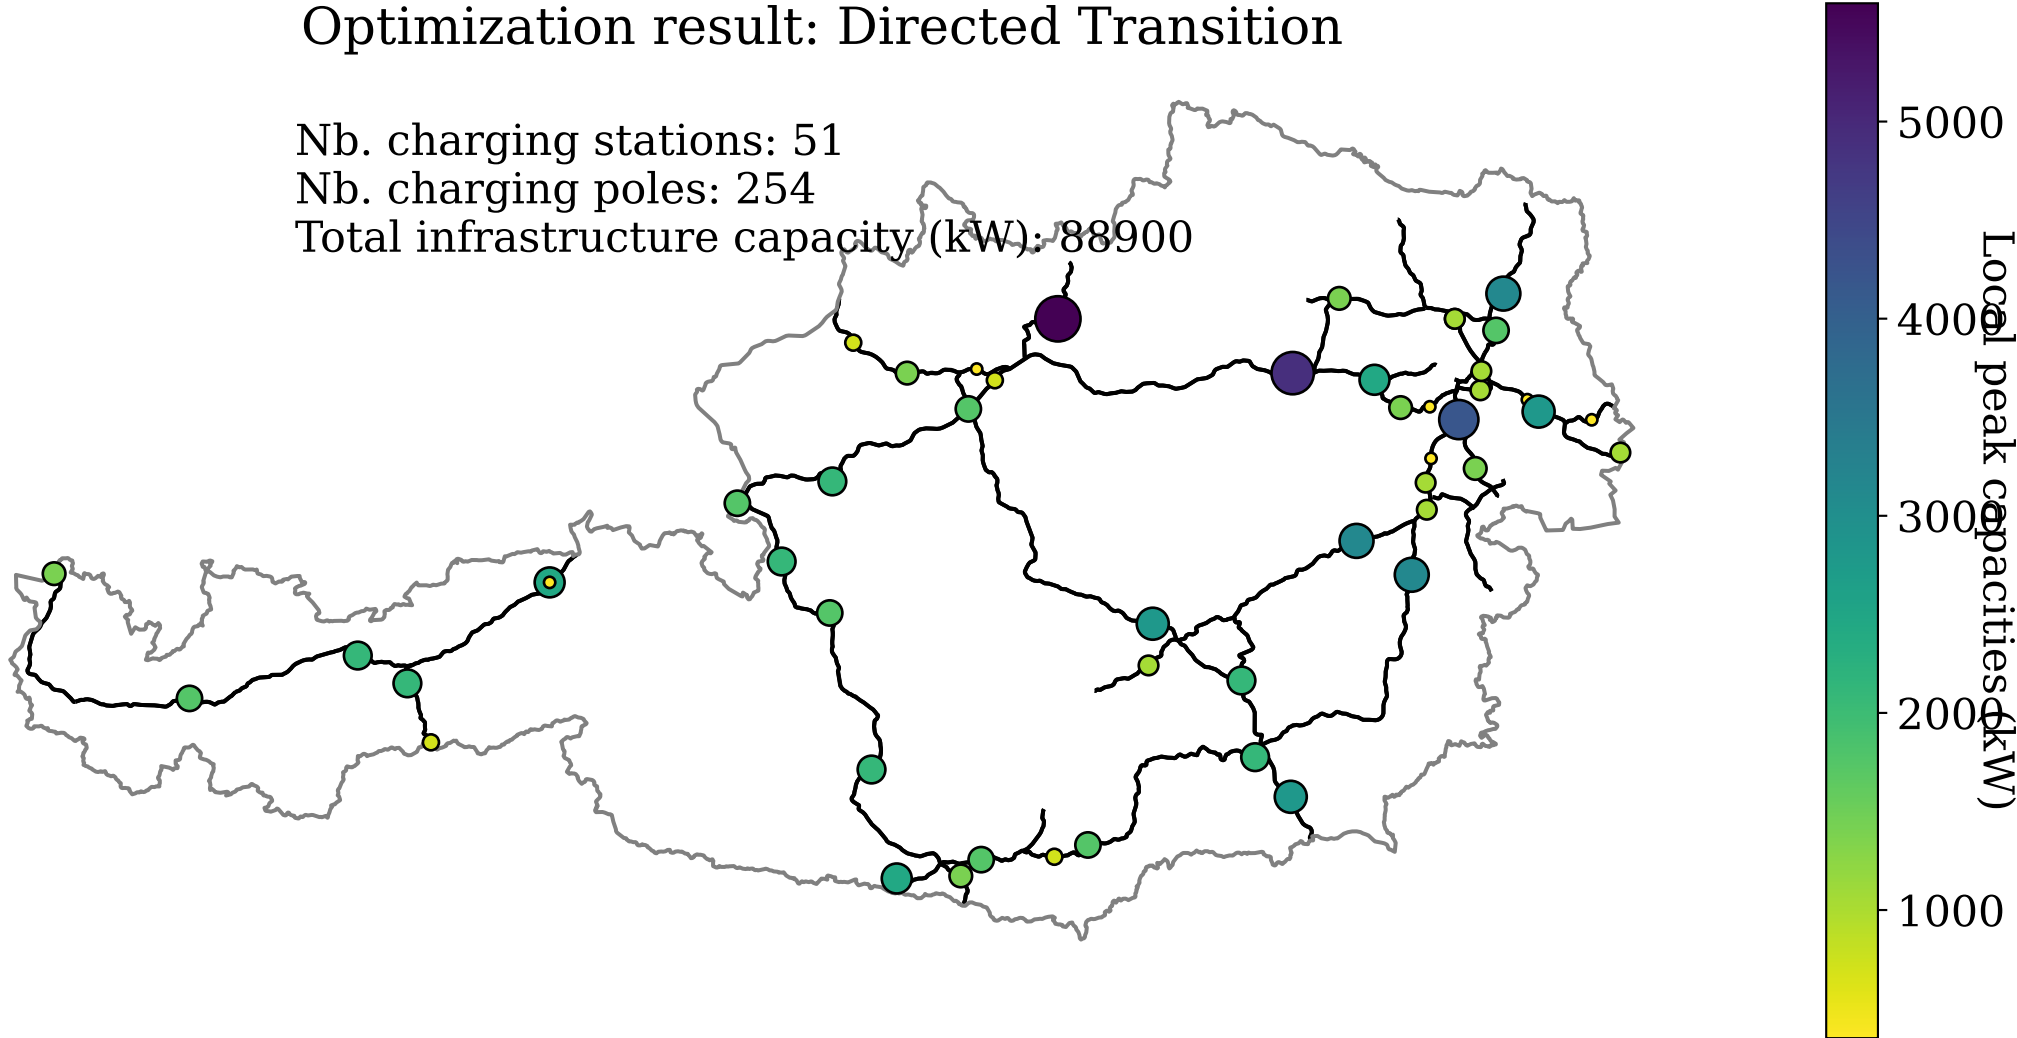 Optimization result: Directed Transition
Nb. charging stations: 51
Nb. charging poles: 254
Total infrastructure capacity (kW): 88900
5000
4000
3000
2000
1000
Local peak capacities (kW)